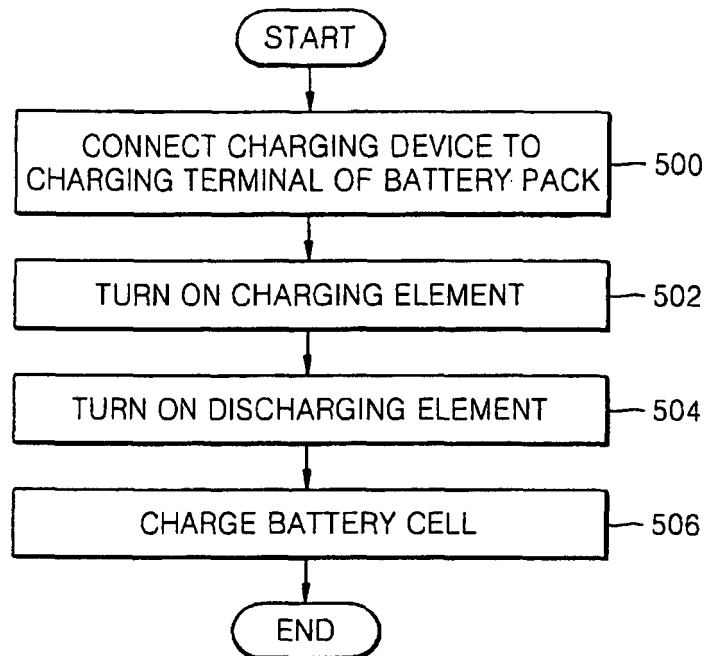 START
CONNECT CHARGING DEVICE TO
CHARGING TERMINAL OF BATTERY PACK
500
TURN ON CHARGING ELEMENT
502
TURN ON DISCHARGING ELEMENT
504
CHARGE BATTERY CELL
506
END